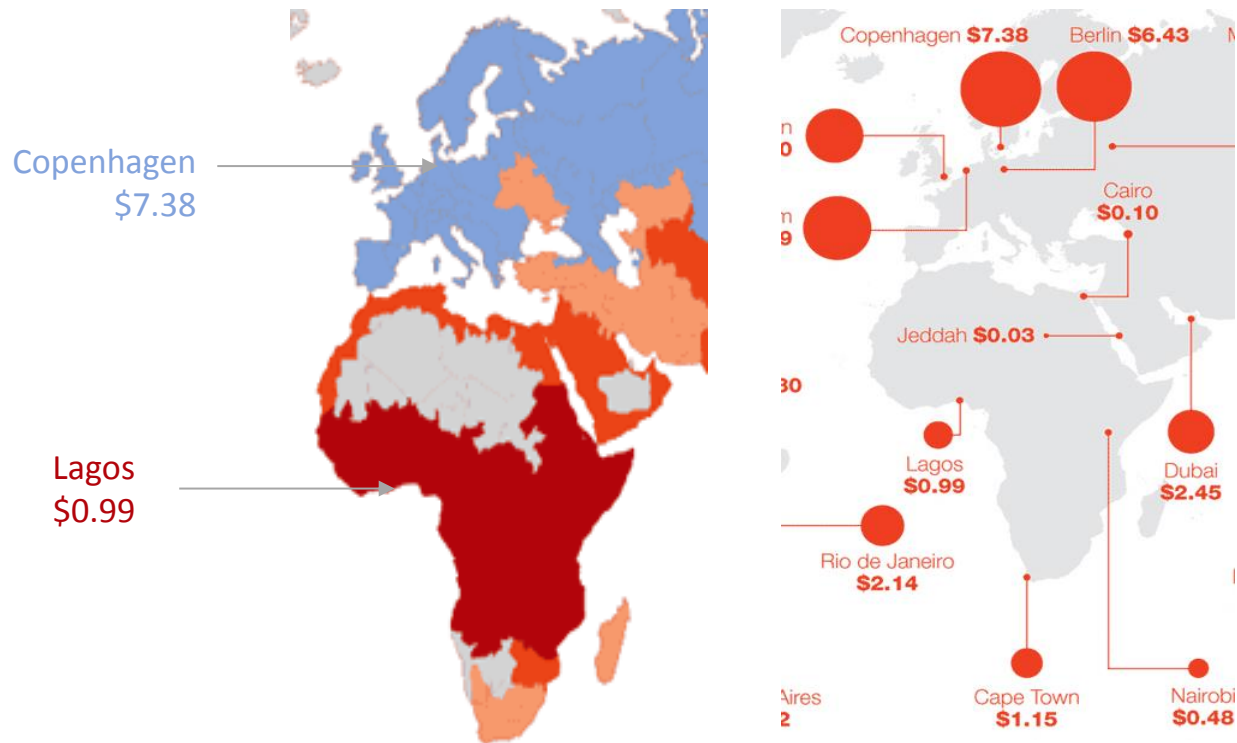 Copenhagen
$7.38
Lagos
$0.99
Copenhagen $7.38
Berlin $6.43
Cairo
$0.10
Jeddah $0.03
Lagos
$0.99
Dubai
$2.45
Rio de Janeiro
$2.14
Cape Town
$1.15
Nairobi
$0.48
Aires